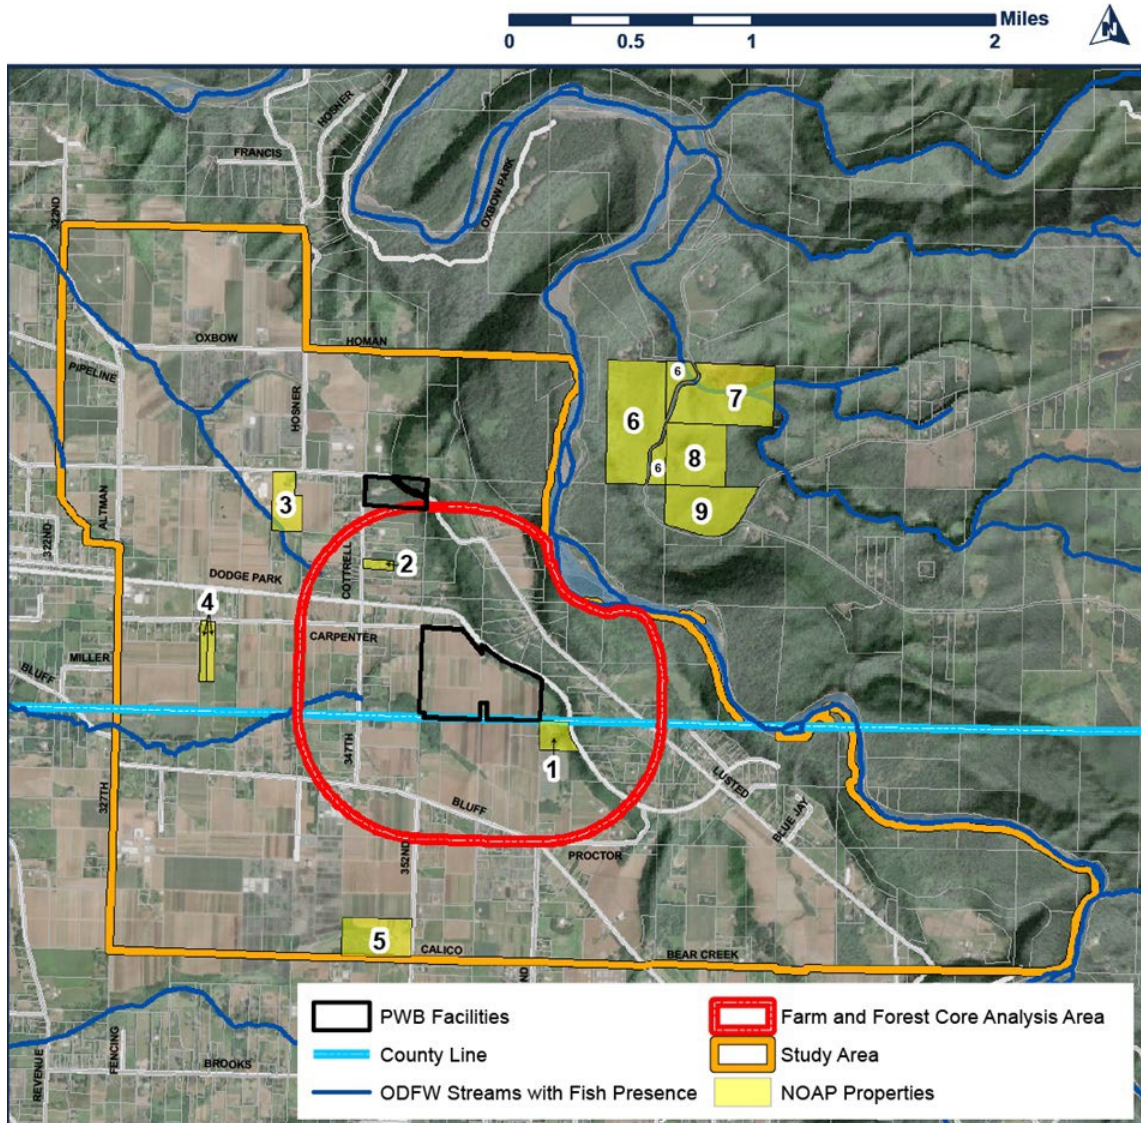 Miles
0 0.5 1 2
N
HOSNER
FRANCIS
322ND
OXBOW PARK
OXBOW
HOMAN
PIPELINE
HOSNER
6
6
7
8
6
9
3
ALTMAN
322ND
COTTRELL
2
DODGE PARK
4
CARPENTER
MILLER
BLUFF
347TH
1
327TH
LUSTED
BLUFF
BLUE JAY
352ND
PROCTOR
5
CALICO
BEAR CREEK
ND
REVENUE
FENCING
BROOKS
PWB Facilities
County Line
ODFW Streams with Fish Presence
Farm and Forest Core Analysis Area
Study Area
NOAP Properties